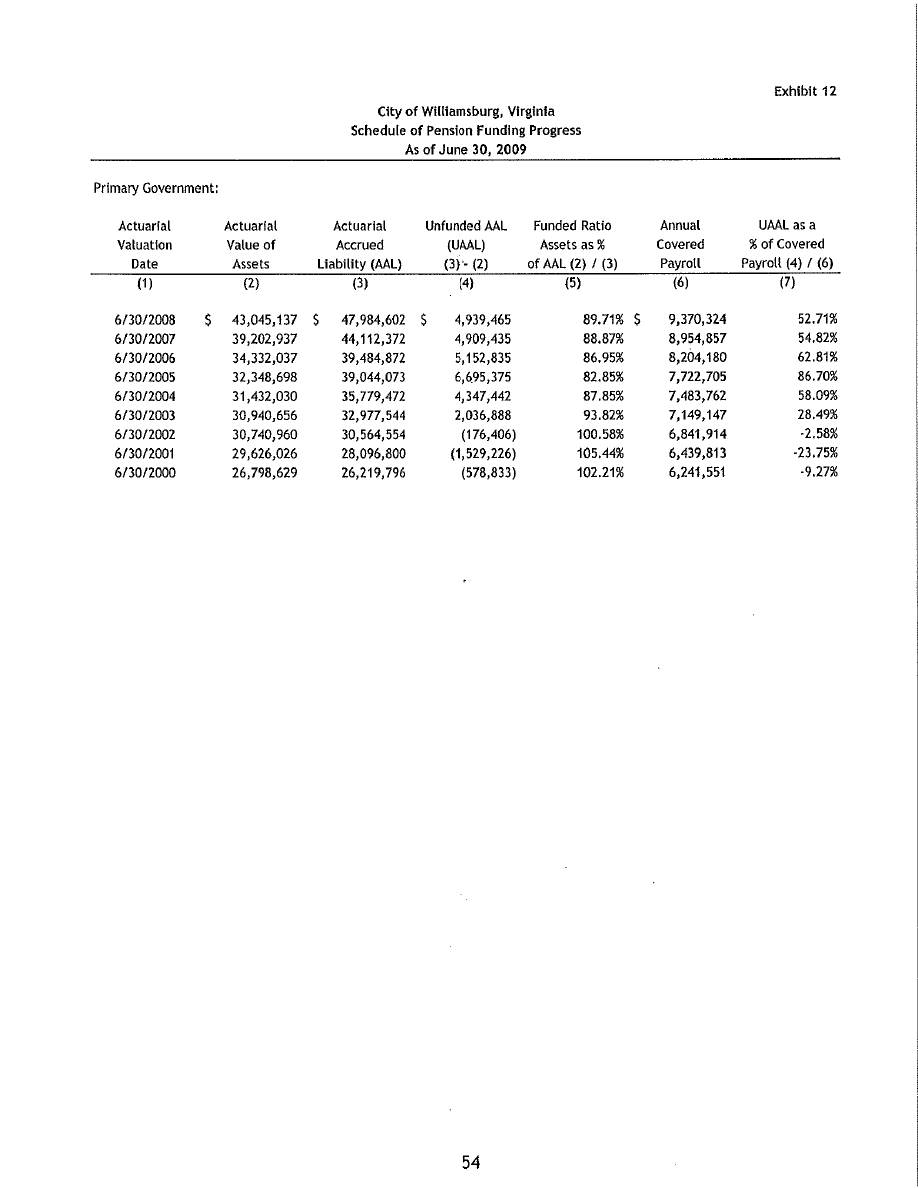 Exhibit 12
City of Williamsburg, Virginia
Schedule of Pension Funding Progress
As of June 30, 2009
Primary Government:
Actuarial Actuarial Actuarial Unfunded AAL Funded Ratio Annual UAAL as a
Valuation Value of Accrued (UAAL) Assets as % Covered % of Covered
Date Assets Liability (AAL) (3) - (2) of AAL (2) / (3) Payroll Payroll (4) / (6)
(1) (2) (3) (4) (5) (6) (7)
6/30/2008 $ 43,045,137 $ 47,984,602 $ 4,939,465 89.71% $ 9,370,324 52.71%
6/30/2007 39,202,937 44,112,372 4,909,435 88.87% 8,954,857 54.82%
6/30/2006 34,332,037 39,484,872 5,152,835 86.95% 8,204,180 62.81%
6/30/2005 32,348,698 39,044,073 6,695,375 82.85% 7,722,705 86.70%
6/30/2004 31,432,030 35,779,472 4,347,442 87.85% 7,483,762 58.09%
6/30/2003 30,940,656 32,977,544 2,036,888 93.82% 7,149,147 28.49%
6/30/2002 30,740,960 30,564,554 (176,406) 100.58% 6,841,914 -2.58%
6/30/2001 29,626,026 28,096,800 (1,529,226) 105.44% 6,439,813 -23.75%
6/30/2000 26,798,629 26,219,796 (578,833) 102.21% 6,241,551 -9.27%
54